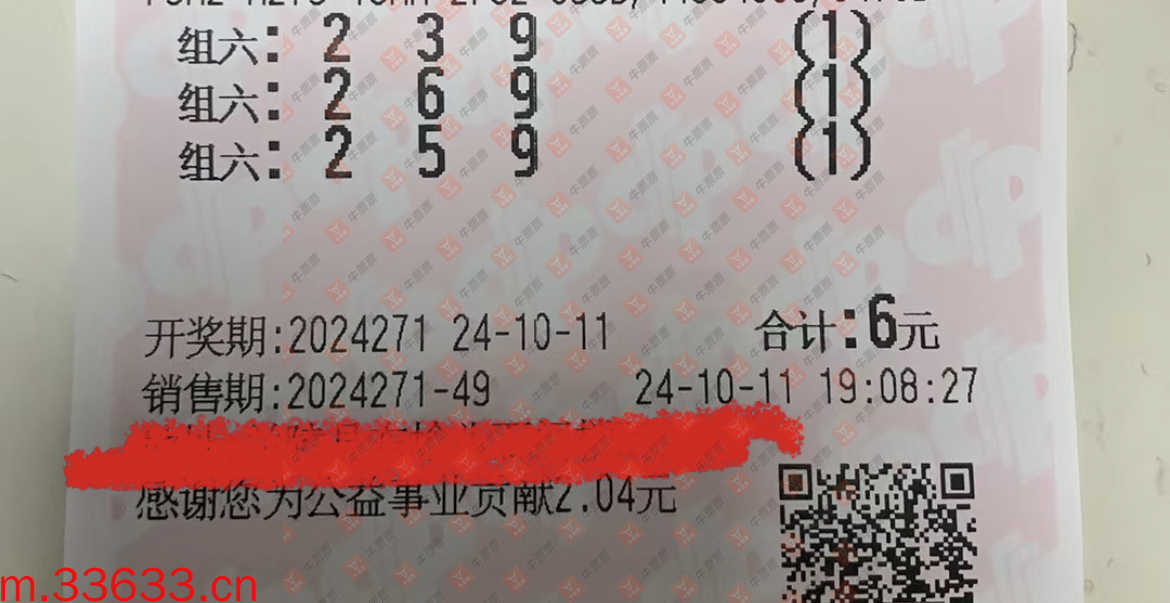 组六: 2 3 9 (1)
组六: 2 6 9 (1)
组六: 2 5 9 (1)
开奖期:2024271 24-10-11 合计:6元
销售期:2024271-49 24-10-11 19:08:27
感谢您为公益事业贡献2.04元
m.33633.cn